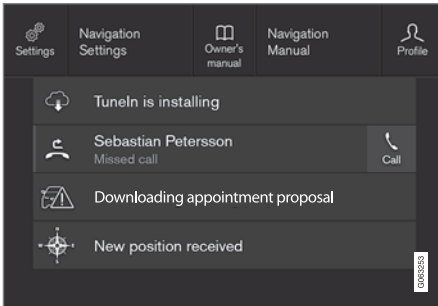 Settings
Navigation
Settings
Owner's
manual
Navigation
Manual
Profile
TuneIn is installing
Sebastian Petersson
Missed call
Call
Downloading appointment proposal
New position received
G063253